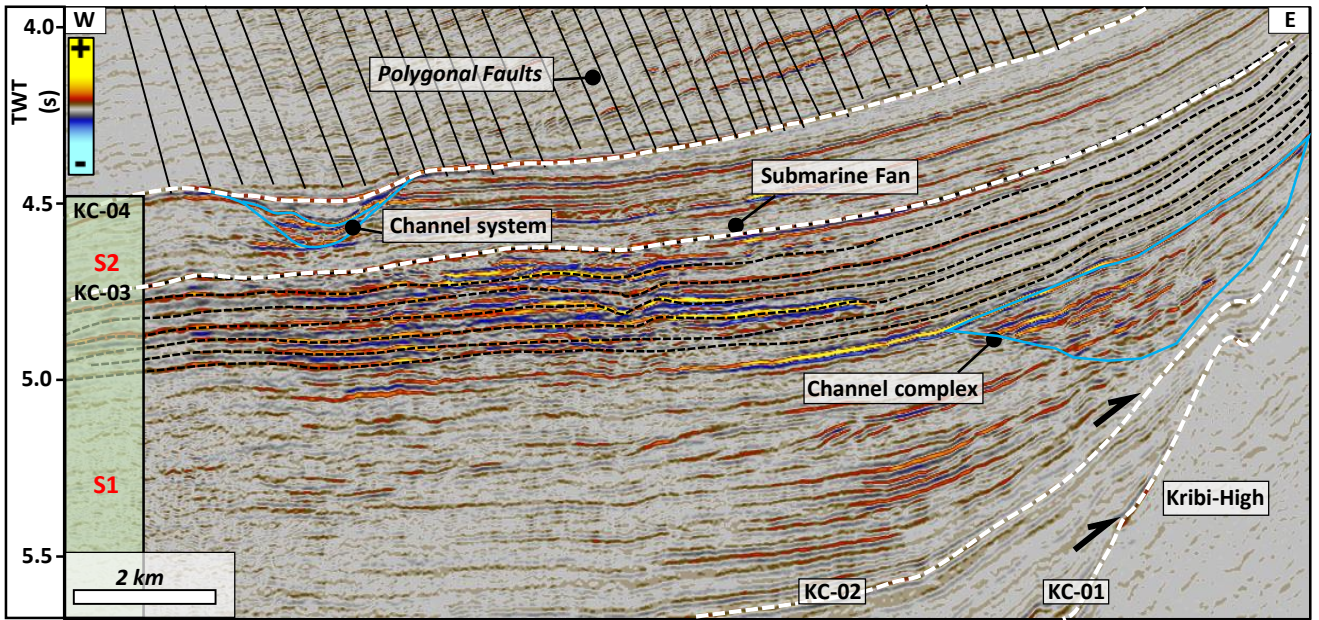 4.0
W
E
+
-
TWT
(s)
Polygonal Faults
Submarine Fan
4.5
KC-04
Channel system
S2
KC-03
5.0
Channel complex
S1
Kribi-High
5.5
2 km
KC-02
KC-01